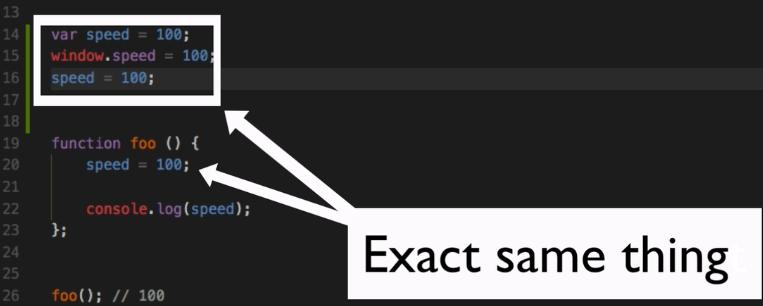 13
14 var speed = 100;
15 window.speed = 100;
16 speed = 100;
17
18
19 function foo () {
20 speed = 100;
21
22 console.log(speed);
23 };
24
25
26 foo(); // 100
Exact same thing